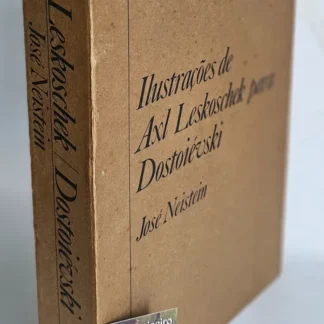 Leskoschek / Dostoiévski
José Neistein
Ilustrações de
Axl Leskoschek para
Dostoiévski
José Neistein